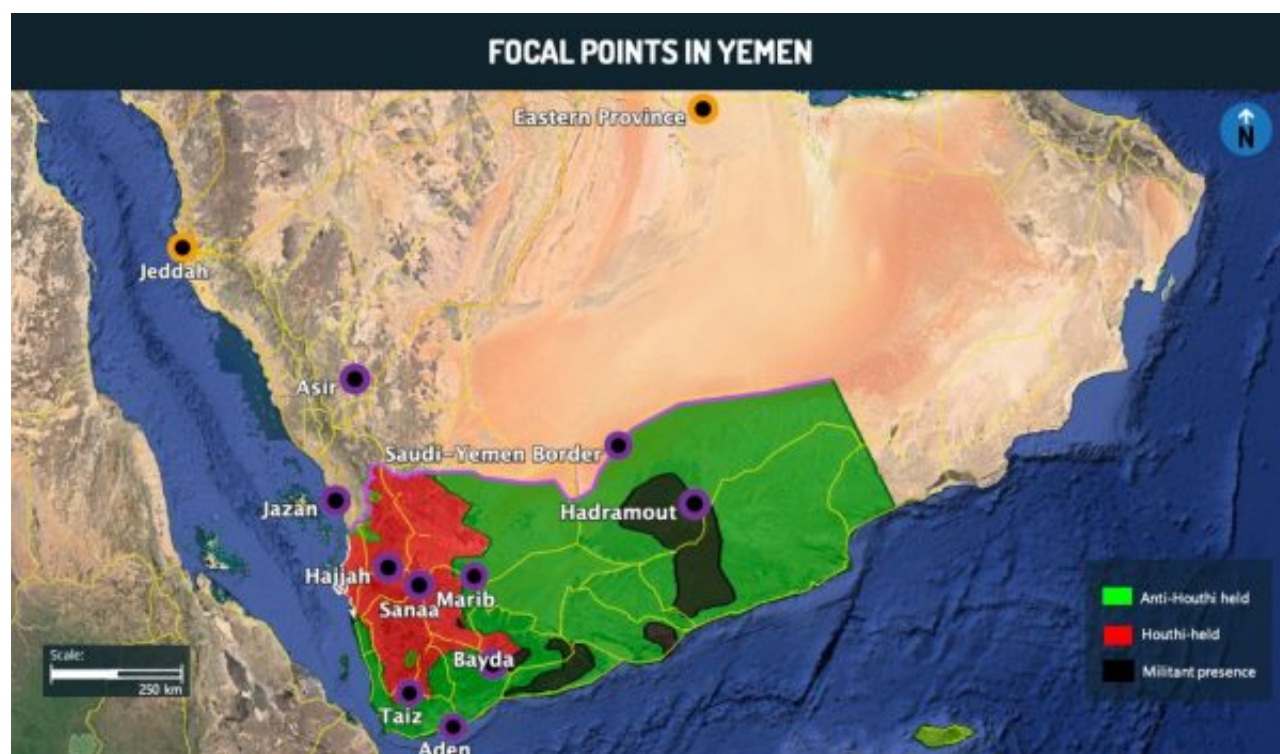 FOCAL POINTS IN YEMEN
Eastern Province
N
Jeddah
Asir
Saudi-Yemen Border
Jazan
Hadramout
Hajjah
Sanaa
Marib
Bayda
Taiz
Aden
Anti-Houthi held
Houthi-held
Militant presence
Scale:
250 km